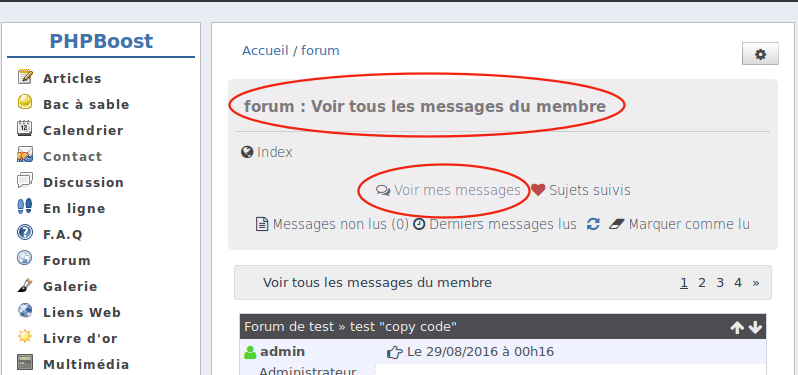 PHPBoost
Articles
Bac à sable
Calendrier
Contact
Discussion
En ligne
F.A.Q
Forum
Galerie
Liens Web
Livre d'or
Multimédia
Accueil / forum
forum : Voir tous les messages du membre
Index
Voir mes messages Sujets suivis
Messages non lus (0) Derniers messages lus Marquer comme lu
Voir tous les messages du membre 1 2 3 4 »
Forum de test » test "copy code"
admin Le 29/08/2016 à 00h16
Administrateur